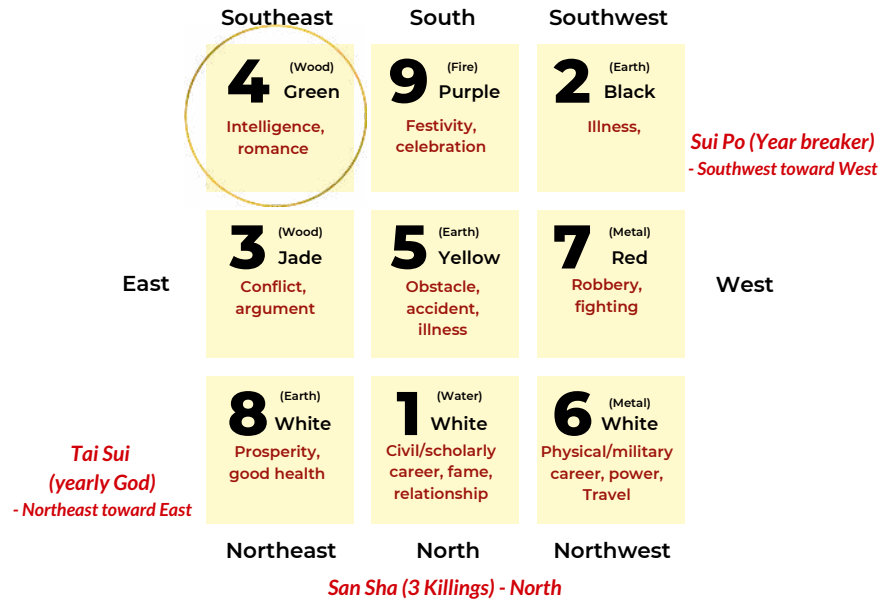 Southeast
South
Southwest
4
(Wood)
Green
Intelligence,
romance
9
(Fire)
Purple
Festivity,
celebration
2
(Earth)
Black
Illness,
Sui Po (Year breaker)
- Southwest toward West
East
3
(Wood)
Jade
Conflict,
argument
5
(Earth)
Yellow
Obstacle,
accident,
illness
7
(Metal)
Red
Robbery,
fighting
West
Tai Sui
(yearly God)
- Northeast toward East
8
(Earth)
White
Prosperity,
good health
1
(Water)
White
Civil/scholarly
career, fame,
relationship
6
(Metal)
White
Physical/military
career, power,
Travel
Northeast
North
Northwest
San Sha (3 Killings) - North